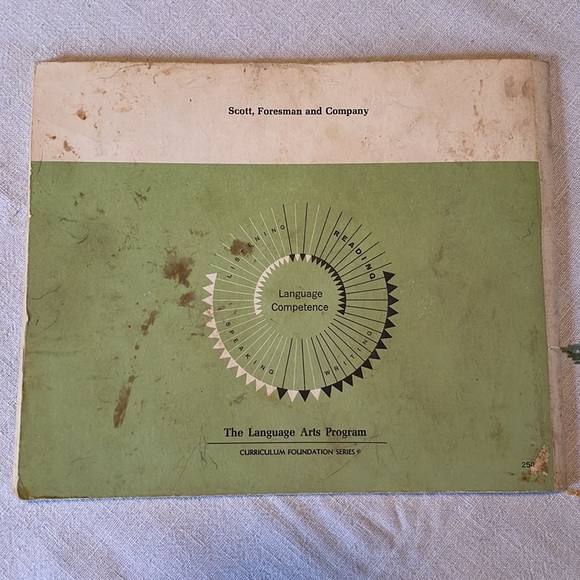 Scott, Foresman and Company
LISTENING
READING
Language
Competence
SPEAKING
WRITING
The Language Arts Program
CURRICULUM FOUNDATION SERIES ®